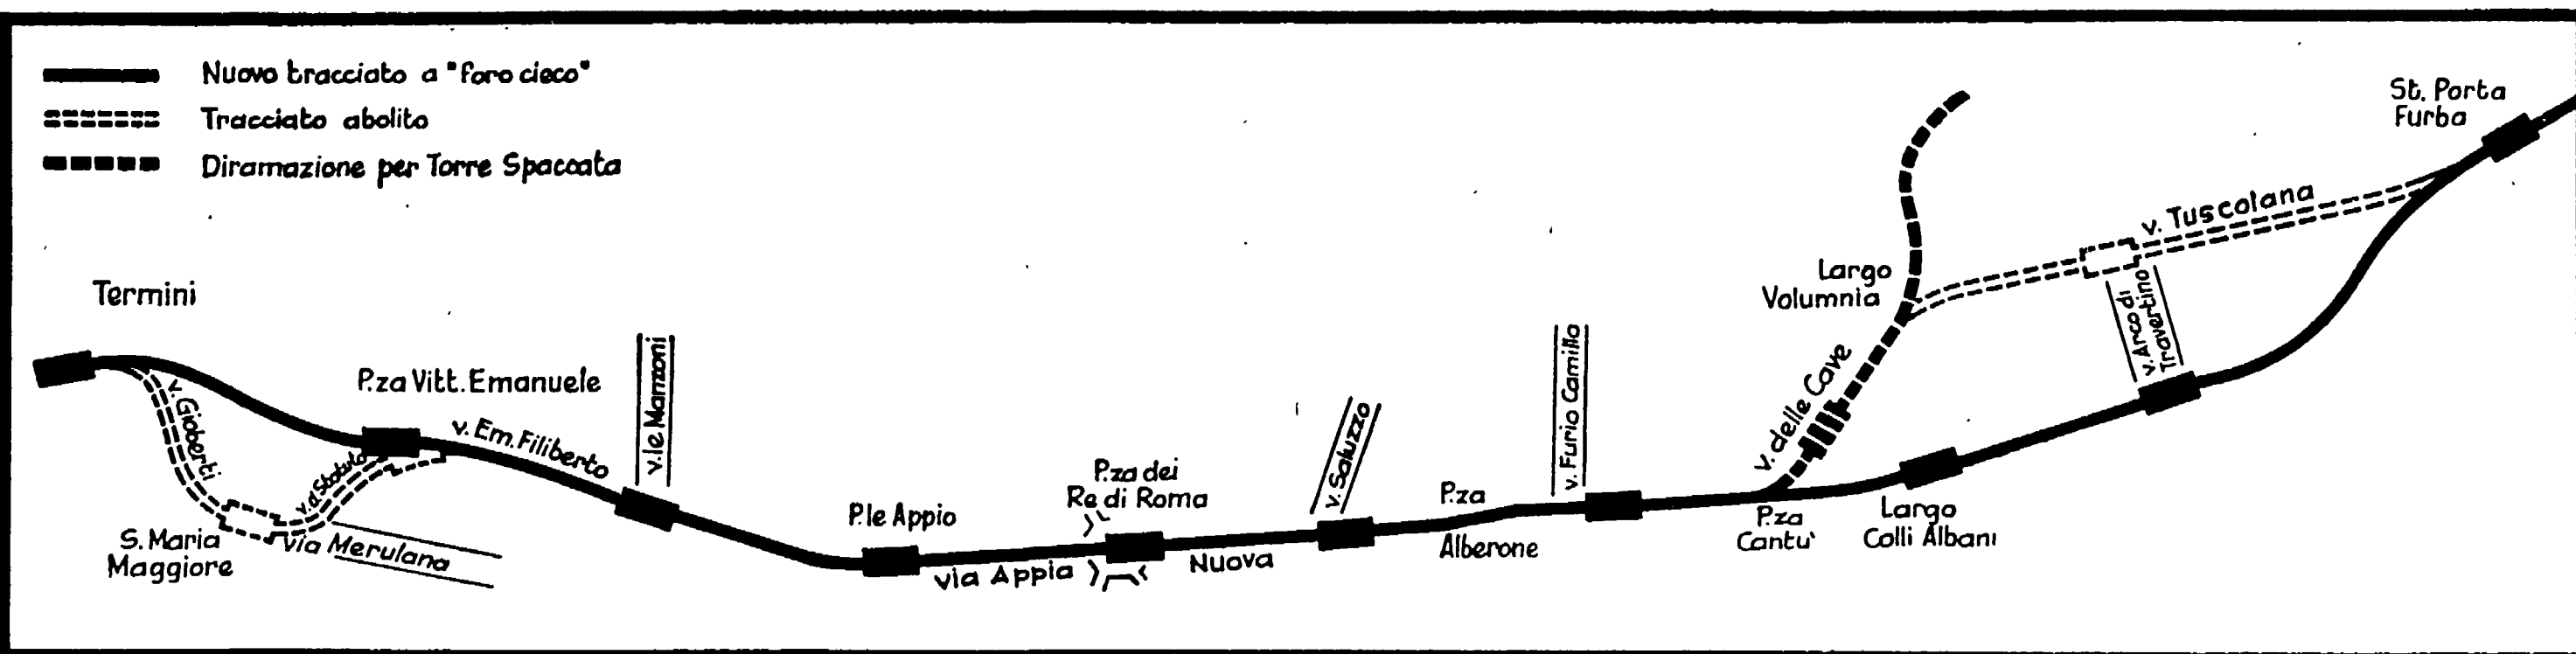 Nuovo tracciato a "foro cieco"
Tracciato abolito
Diramazione per Torre Spaccata
Termini
v. Gioberti
S. Maria
Maggiore
v. d. Statuto
via Merulana
P.za Vitt. Emanuele
v. Em. Filiberto
v.le Manzoni
P.le Appio
via Appia
P.za dei
Re di Roma
Nuova
v. Saluzzo
P.za
Alberone
v. Furio Camillo
P.za
Cantu'
v. delle Cave
Largo
Volumnia
Largo
Colli Albani
v. Arco di
Travertino
v. Tuscolana
St. Porta
Furba